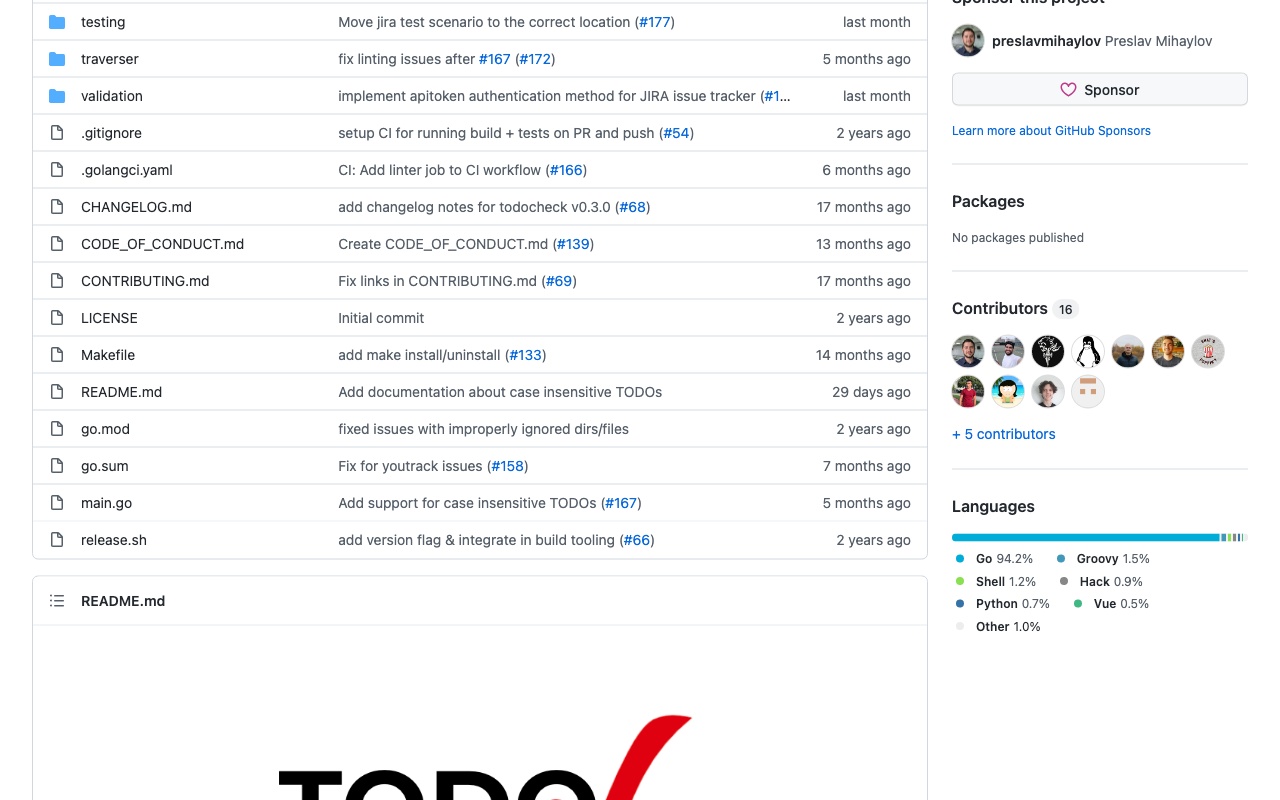 testing Move jira test scenario to the correct location (#177) last month
traverser fix linting issues after #167 (#172) 5 months ago
validation implement apitoken authentication method for JIRA issue tracker (#1... last month
.gitignore setup CI for running build + tests on PR and push (#54) 2 years ago
.golangci.yaml CI: Add linter job to CI workflow (#166) 6 months ago
CHANGELOG.md add changelog notes for todocheck v0.3.0 (#68) 17 months ago
CODE_OF_CONDUCT.md Create CODE_OF_CONDUCT.md (#139) 13 months ago
CONTRIBUTING.md Fix links in CONTRIBUTING.md (#69) 17 months ago
LICENSE Initial commit 2 years ago
Makefile add make install/uninstall (#133) 14 months ago
README.md Add documentation about case insensitive TODOs 29 days ago
go.mod fixed issues with improperly ignored dirs/files 2 years ago
go.sum Fix for youtrack issues (#158) 7 months ago
main.go Add support for case insensitive TODOs (#167) 5 months ago
release.sh add version flag & integrate in build tooling (#66) 2 years ago
README.md
TODO
Sponsor this project
preslavmihaylov Preslav Mihaylov
Sponsor
Learn more about GitHub Sponsors
Packages
No packages published
Contributors 16
+ 5 contributors
Languages
Go 94.2% Groovy 1.5%
Shell 1.2% Hack 0.9%
Python 0.7% Vue 0.5%
Other 1.0%